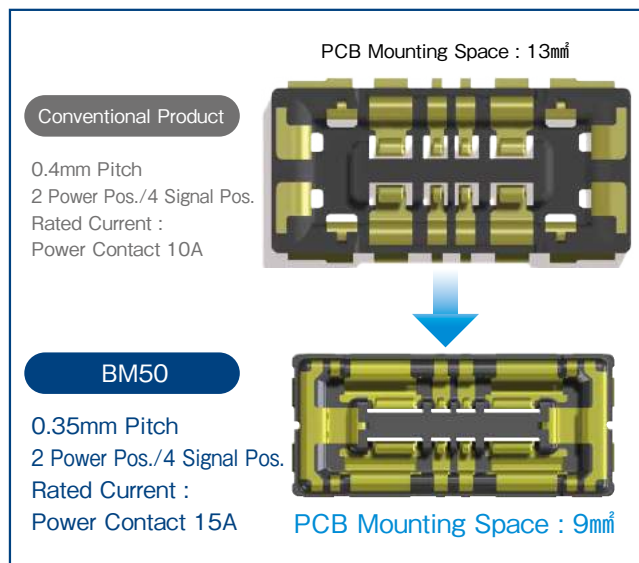 PCB Mounting Space : 13㎟
Conventional Product
0.4mm Pitch
2 Power Pos./4 Signal Pos.
Rated Current :
Power Contact 10A
BM50
0.35mm Pitch
2 Power Pos./4 Signal Pos.
Rated Current :
Power Contact 15A
PCB Mounting Space : 9㎟